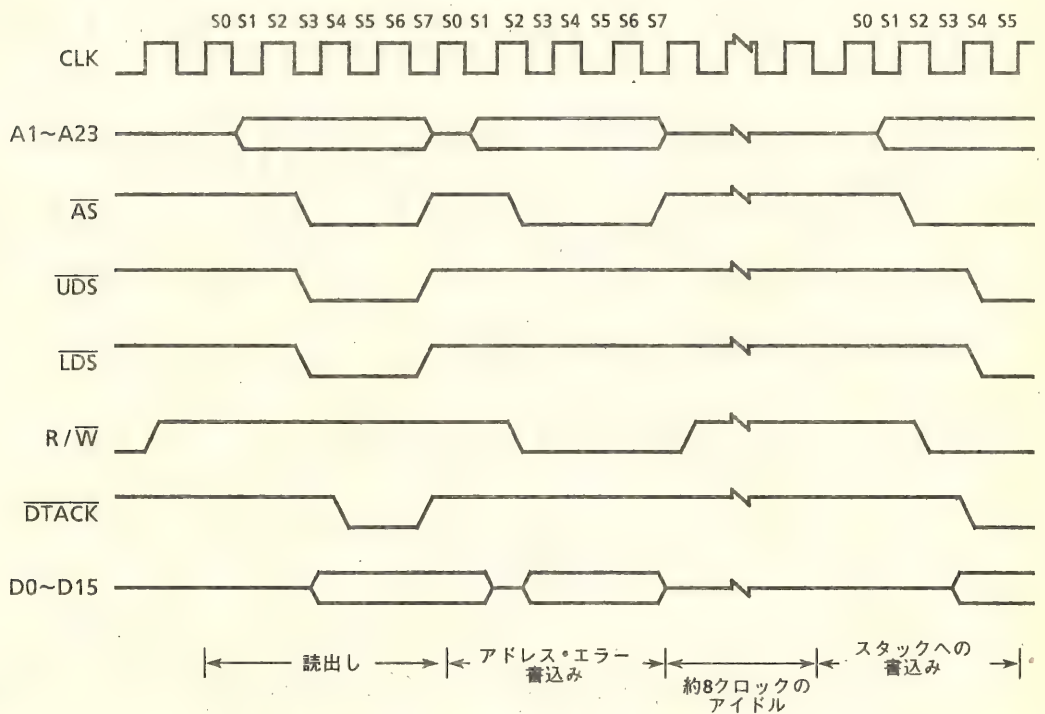 S0 S1 S2 S3 S4 S5 S6 S7 S0 S1 S2 S3 S4 S5 S6 S7 S0 S1 S2 S3 S4 S5
CLK
A1~A23
AS
UDS
LDS
R/W
DTACK
D0~D15
読出し
アドレス・エラー
書込み
約8クロックの
アイドル
スタックへの
書込み